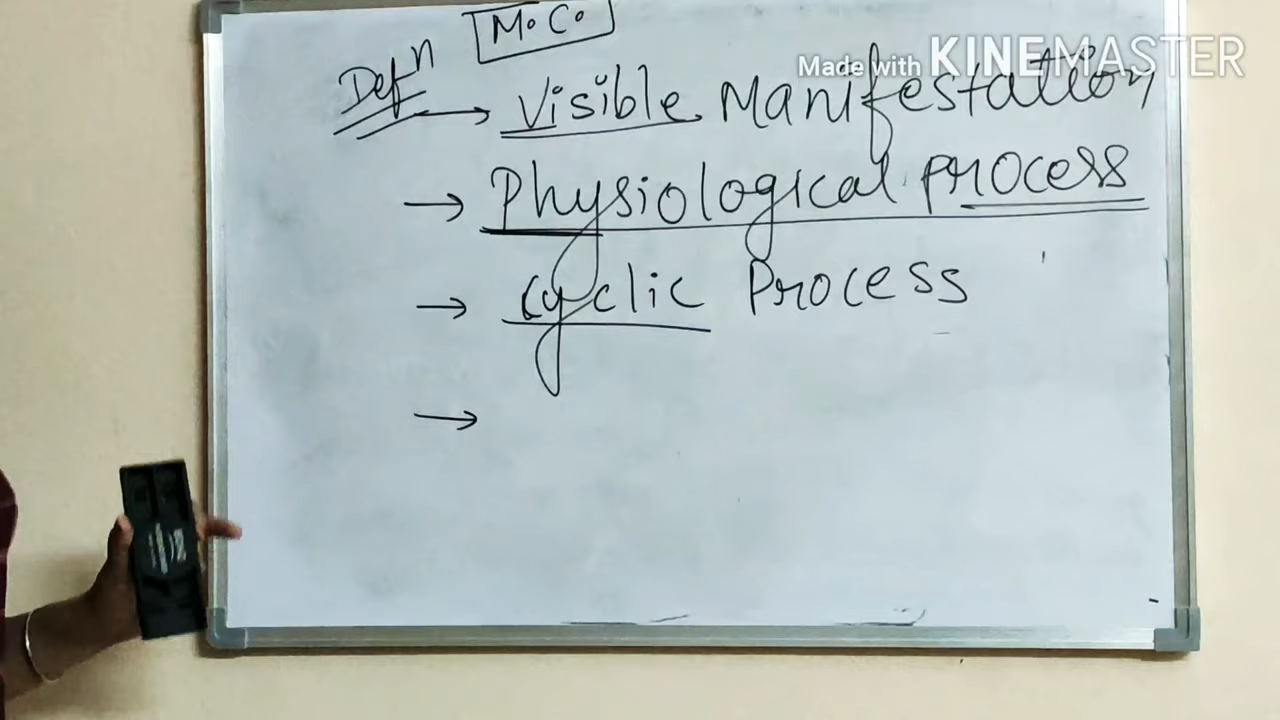 M.C.
Defn → Visible Manifestation
→ Physiological process
→ Cyclic Process
→
Made with KINEMASTER